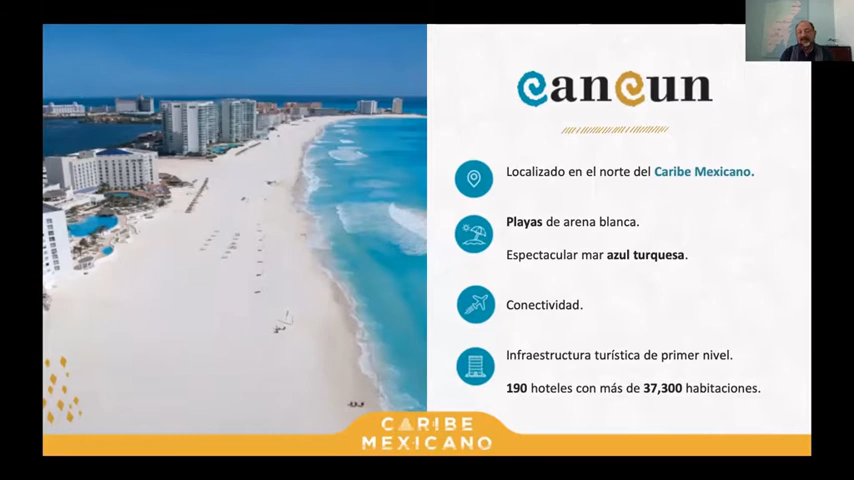 cancun
Localizado en el norte del Caribe Mexicano.
Playas de arena blanca.
Espectacular mar azul turquesa.
Conectividad.
Infraestructura turística de primer nivel.
190 hoteles con más de 37,300 habitaciones.
CARIBE
MEXICANO